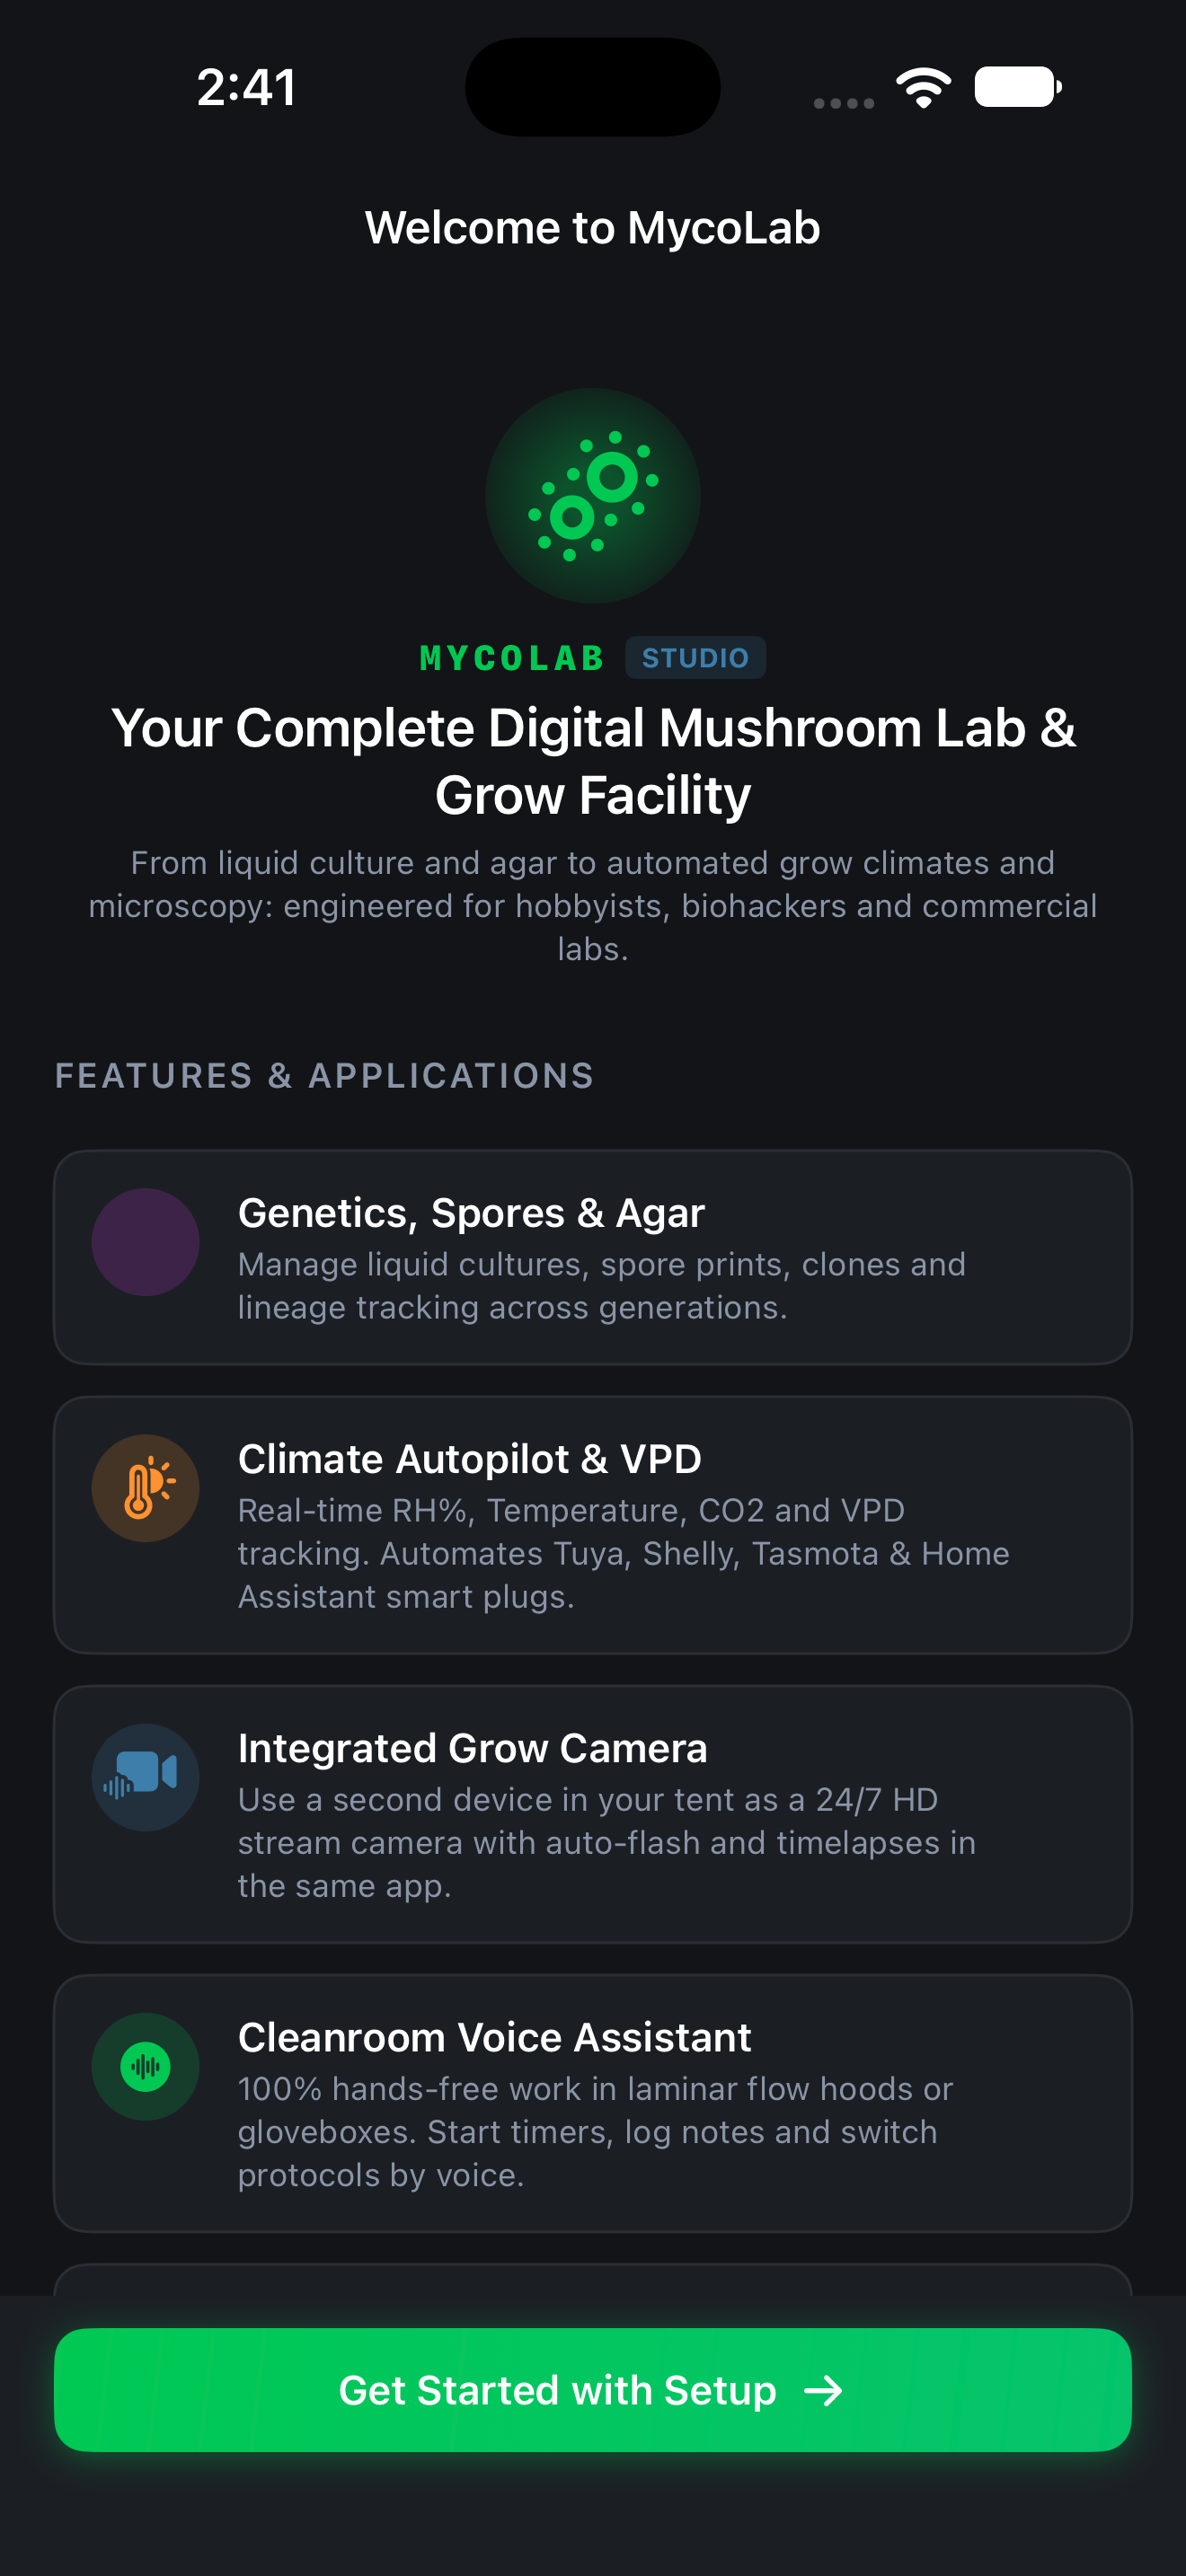 2:41
Welcome to MycoLab
MYCOLAB STUDIO
Your Complete Digital Mushroom Lab &
Grow Facility
From liquid culture and agar to automated grow climates and
microscopy: engineered for hobbyists, biohackers and commercial
labs.
FEATURES & APPLICATIONS
Genetics, Spores & Agar
Manage liquid cultures, spore prints, clones and
lineage tracking across generations.
Climate Autopilot & VPD
Real-time RH%, Temperature, CO2 and VPD
tracking. Automates Tuya, Shelly, Tasmota & Home
Assistant smart plugs.
Integrated Grow Camera
Use a second device in your tent as a 24/7 HD
stream camera with auto-flash and timelapses in
the same app.
Cleanroom Voice Assistant
100% hands-free work in laminar flow hoods or
gloveboxes. Start timers, log notes and switch
protocols by voice.
Get Started with Setup →